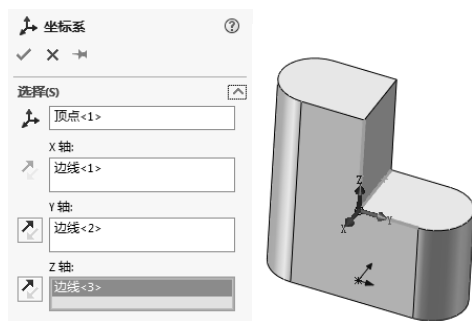 坐标系
选择(S)
顶点<1>
X 轴:
边线<1>
Y 轴:
边线<2>
Z 轴:
边线<3>
Z
X
Y